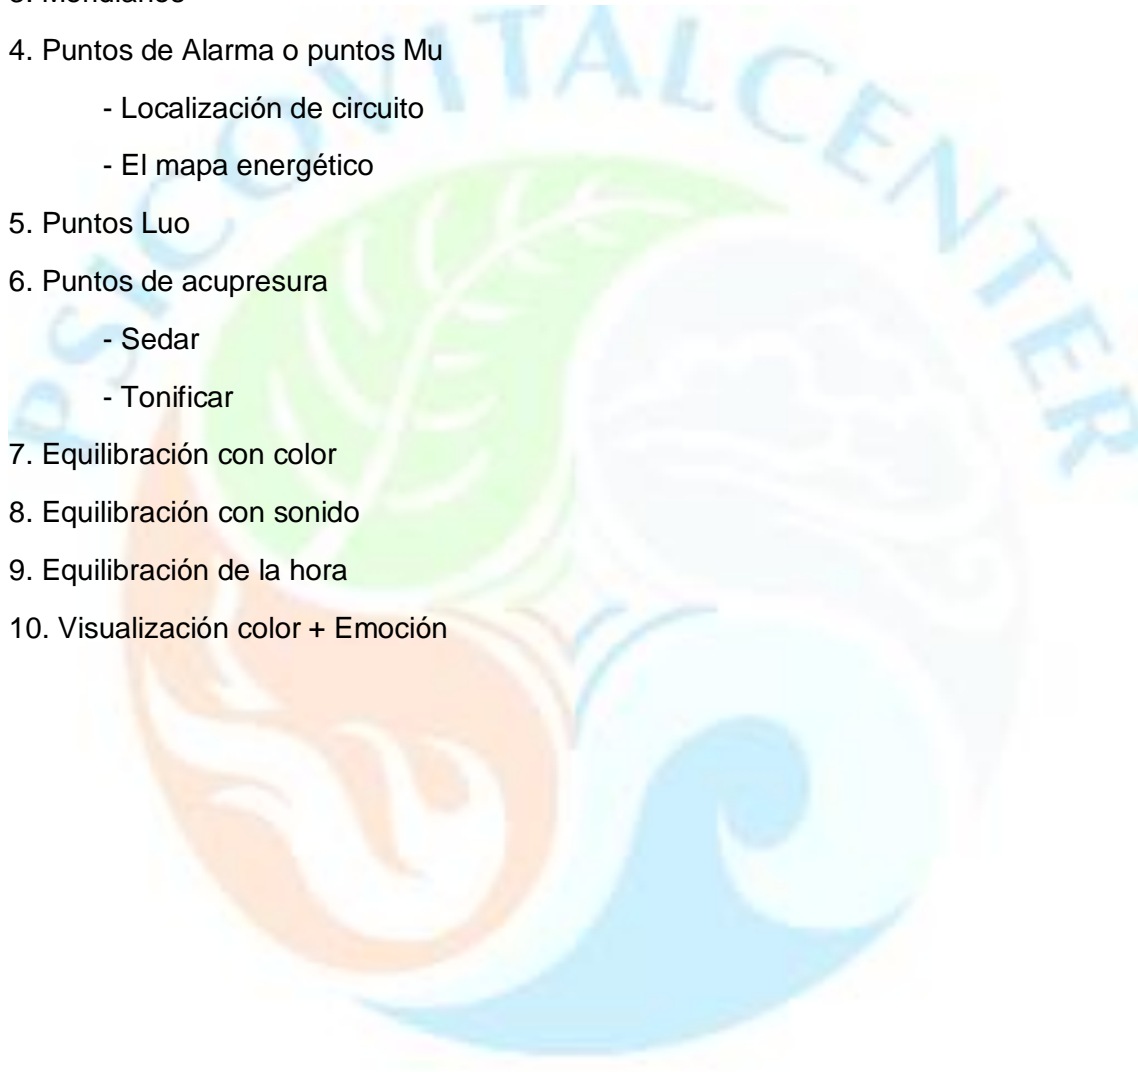 4. Puntos de Alarma o puntos Mu
- Localización de circuito
- El mapa energético
5. Puntos Luo
6. Puntos de acupresura
- Sedar
- Tonificar
7. Equilibración con color
8. Equilibración con sonido
9. Equilibración de la hora
10. Visualización color + Emoción
PSICOVITALCENTER